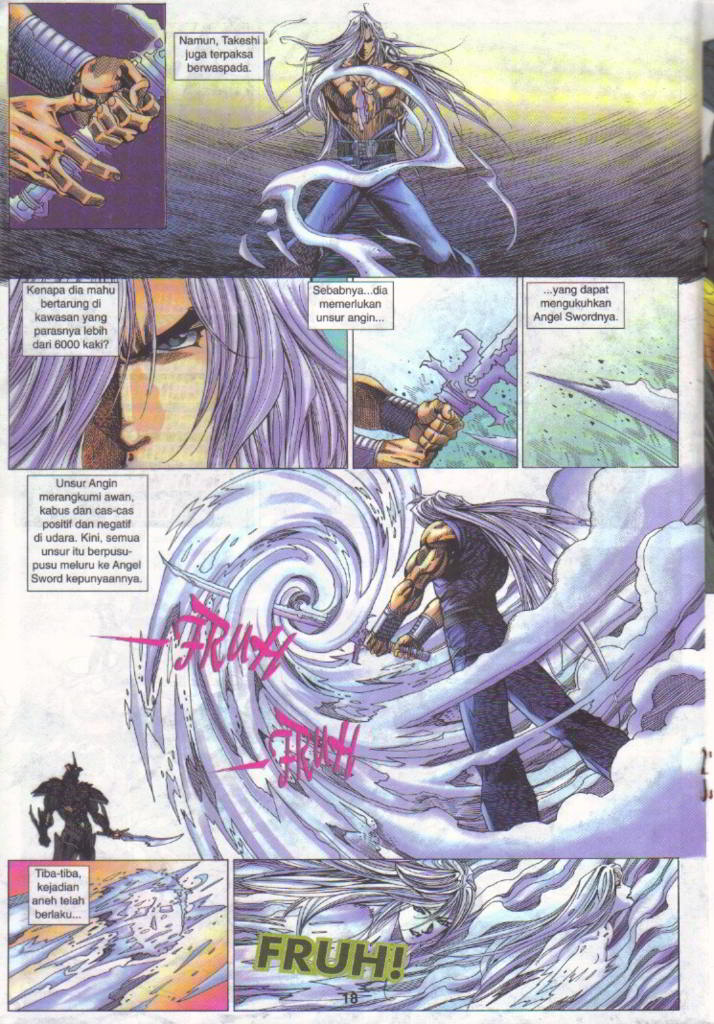 Namun, Takeshi
juga terpaksa
berwaspada.
Kenapa dia mahu
bertarung di
kawasan yang
parasnya lebih
dari 6000 kaki?
Sebabnya...dia
memerlukan
unsur angin...
...yang dapat
mengukuhkan
Angel Swordnya.
Unsur Angin
merangkumi awan,
kabus dan cas-cas
positif dan negatif
di udara. Kini, semua
unsur itu berpusu-
pusu meluru ke Angel
Sword kepunyaannya.
FRUH
FRUH
Tiba-tiba,
kejadian
aneh telah
berlaku...
FRUH!
18